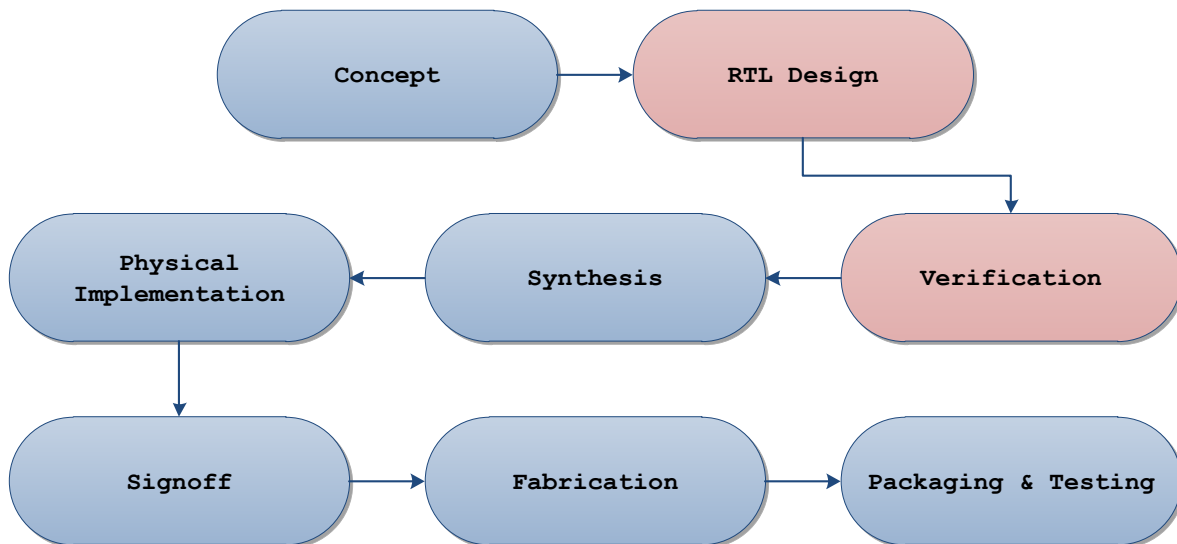 Concept
RTL Design
Verification
Synthesis
Physical
Implementation
Signoff
Fabrication
Packaging & Testing